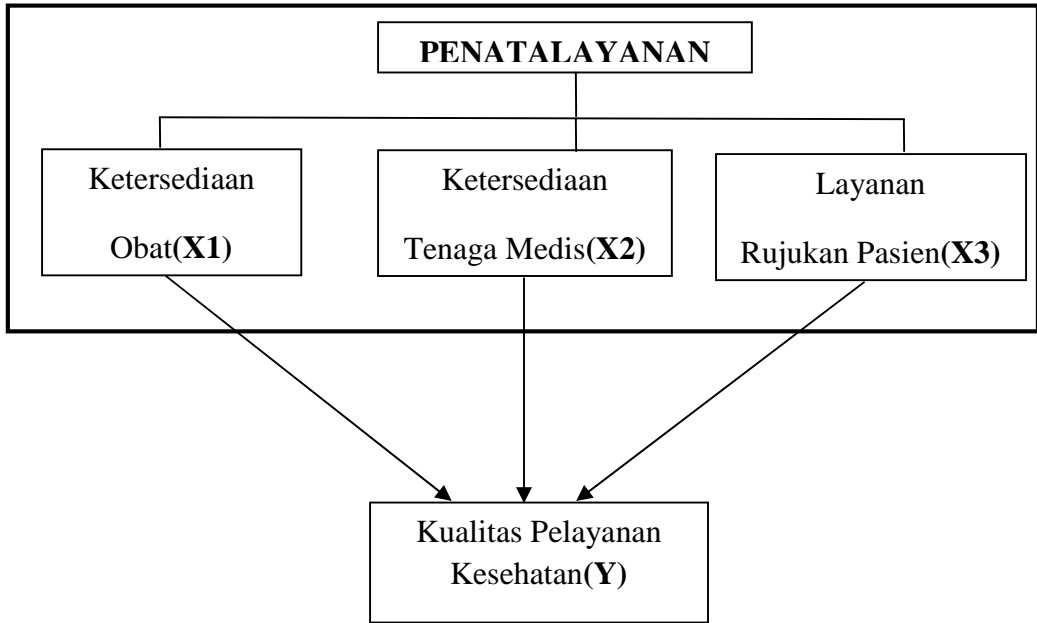 PENATALAYANAN
Ketersediaan
Obat(X1)
Ketersediaan
Tenaga Medis(X2)
Layanan
Rujukan Pasien(X3)
Kualitas Pelayanan
Kesehatan(Y)